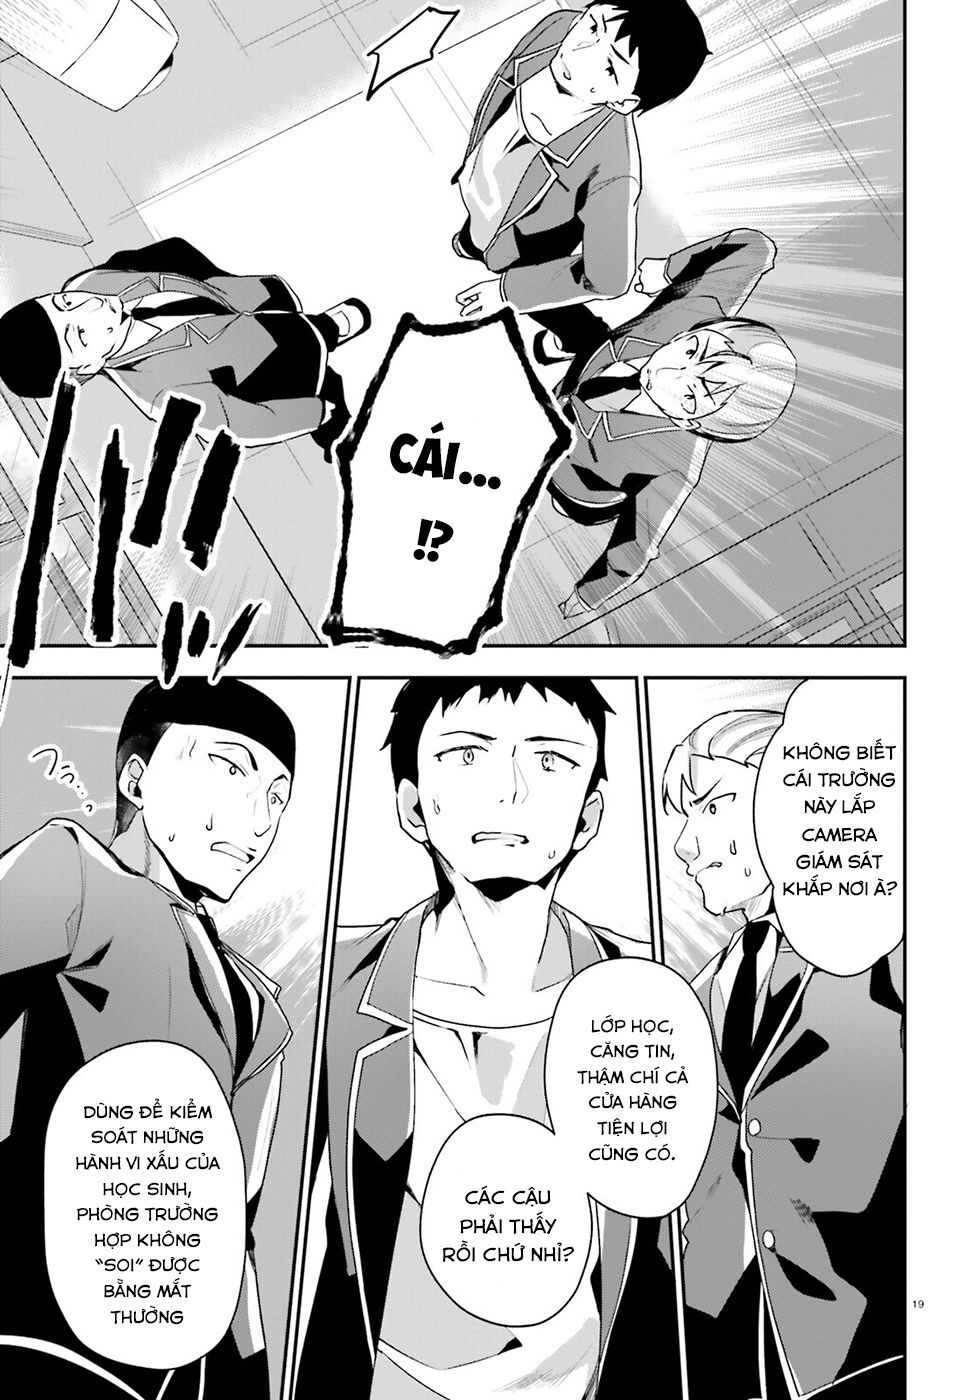 CÁI...
!?
KHÔNG BIẾT
CÁI TRƯỜNG
NÀY LẮP
CAMERA
GIÁM SÁT
KHẮP NƠI À?
LỚP HỌC,
CĂNG TIN,
THẬM CHÍ CẢ
CỬA HÀNG
TIỆN LỢI
CŨNG CÓ.
CÁC CẬU
PHẢI THẤY
RỒI CHỨ NHỈ?
DÙNG ĐỂ KIỂM
SOÁT NHỮNG
HÀNH VI XẤU CỦA
HỌC SINH,
PHÒNG TRƯỜNG
HỢP KHÔNG
"SOI" ĐƯỢC
BẰNG MẮT
THƯỜNG
19